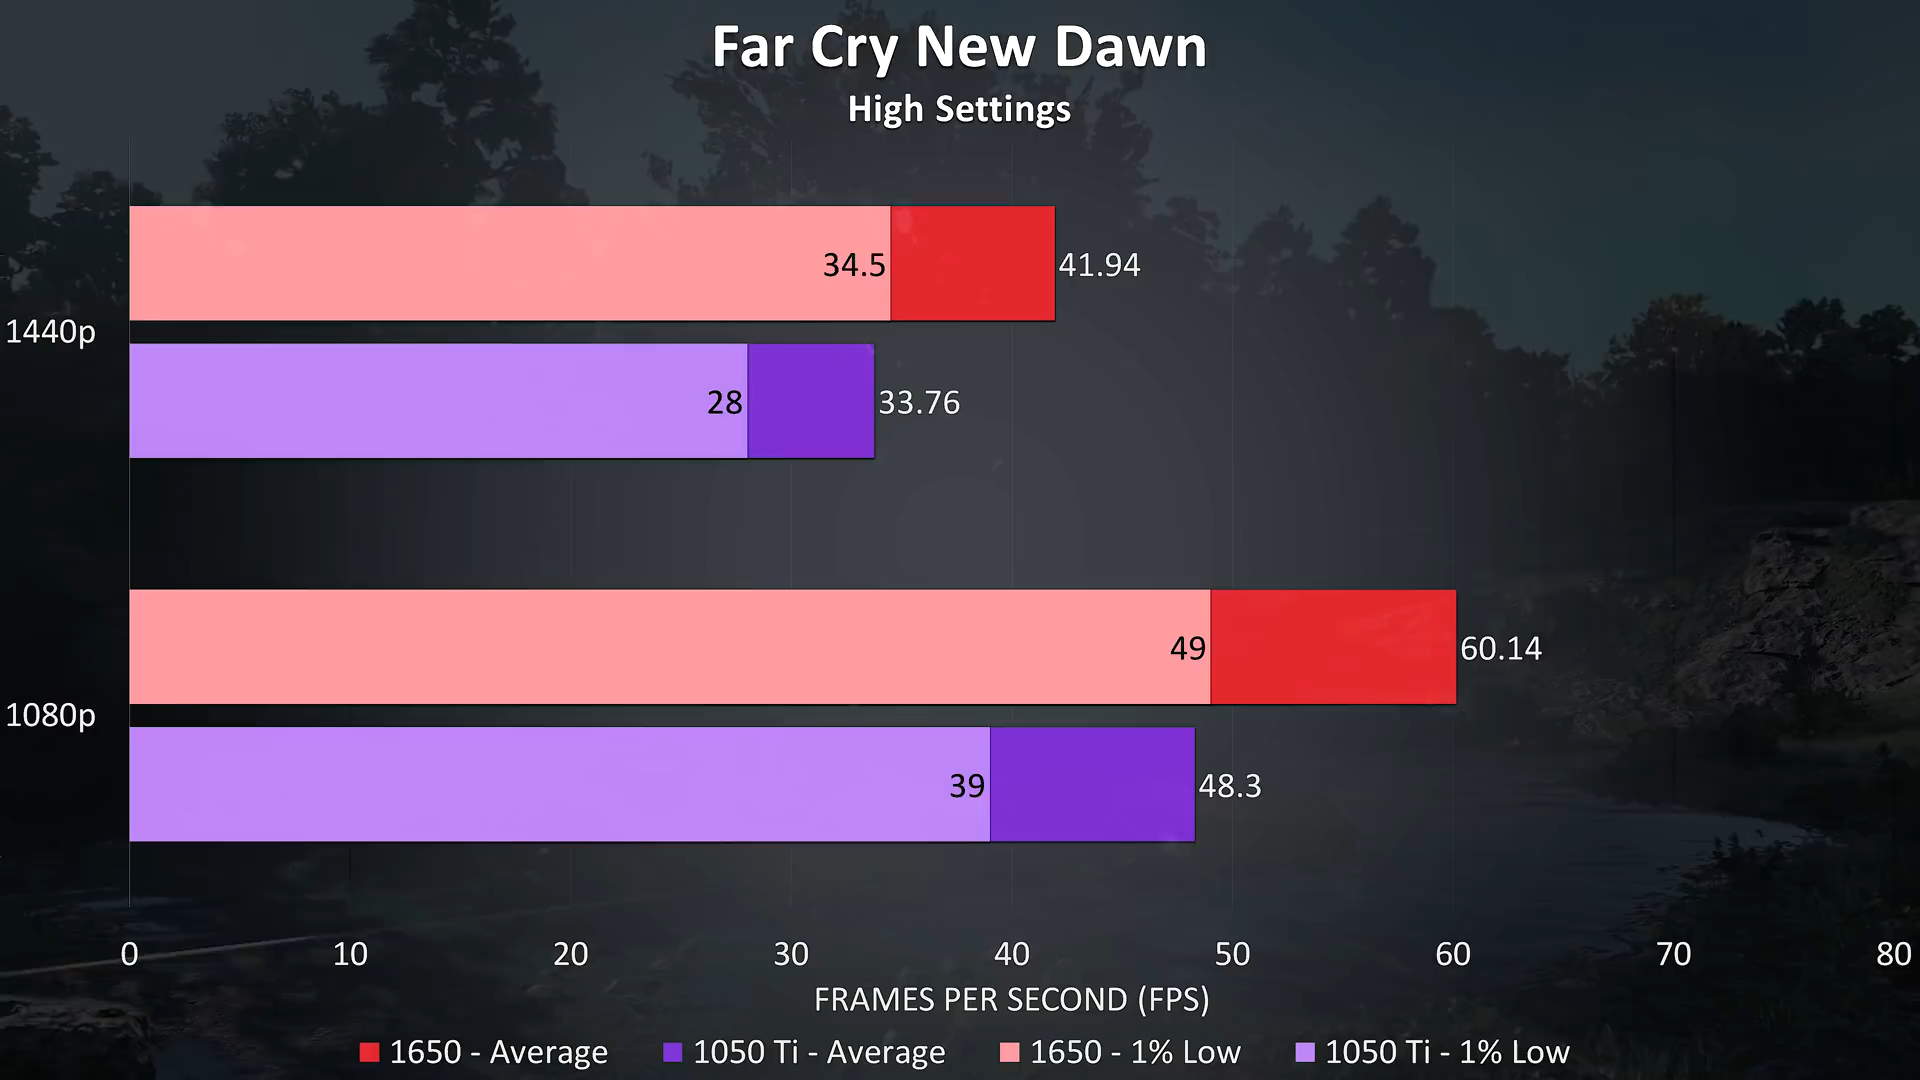 Far Cry New Dawn
High Settings
34.5 41.94
1440p
28 33.76
49 60.14
1080p
39 48.3
0 10 20 30 40 50 60 70 80
FRAMES PER SECOND (FPS)
1650 - Average 1050 Ti - Average 1650 - 1% Low 1050 Ti - 1% Low